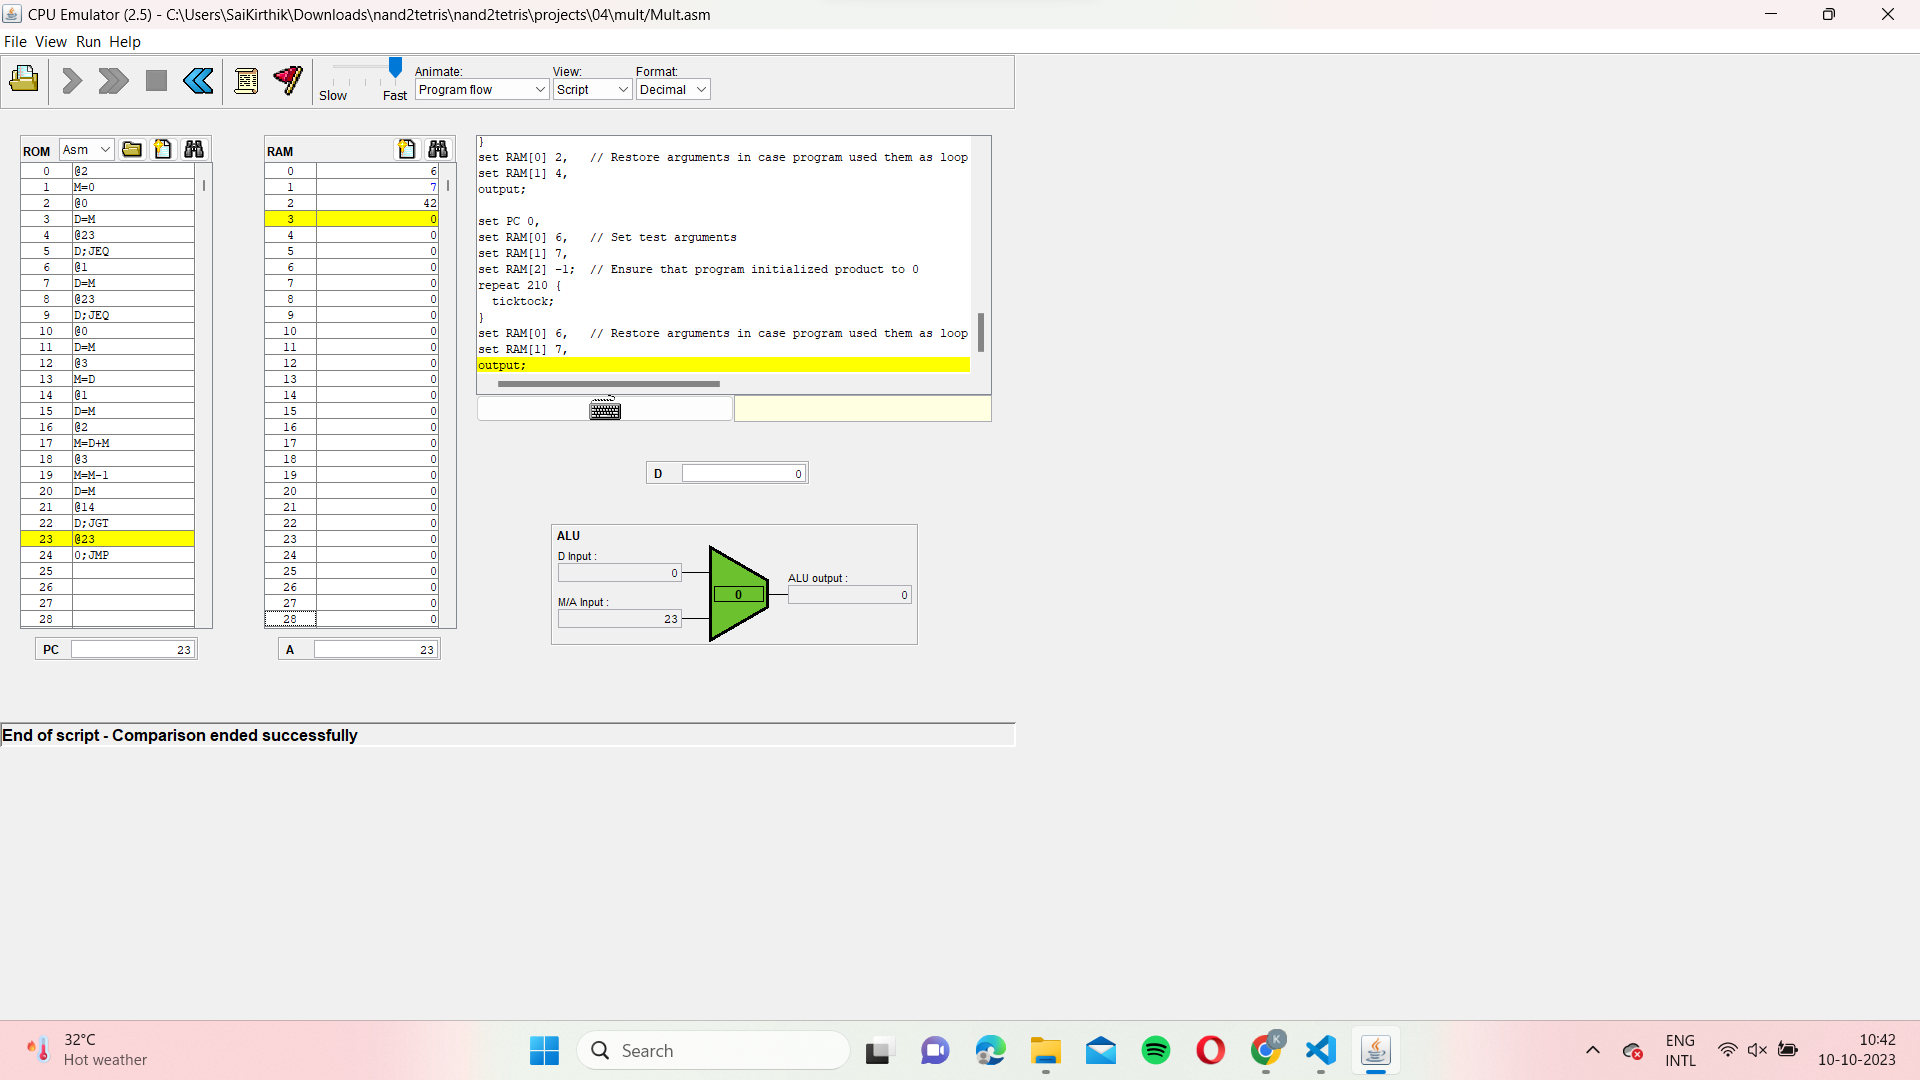 CPU Emulator (2.5) - C:\Users\SaiKirthik\Downloads\nand2tetris\nand2tetris\projects\04\mult/Mult.asm
File View Run Help
Slow Fast
Animate:
Program flow
View:
Script
Format:
Decimal
ROM Asm
0 @2
1 M=0
2 @0
3 D=M
4 @23
5 D;JEQ
6 @1
7 D=M
8 @23
9 D;JEQ
10 @0
11 D=M
12 @3
13 M=D
14 @1
15 D=M
16 @2
17 M=D+M
18 @3
19 M=M-1
20 D=M
21 @14
22 D;JGT
23 @23
24 0;JMP
25
26
27
28
PC 23
RAM
0 6
1 7
2 42
3 0
4 0
5 0
6 0
7 0
8 0
9 0
10 0
11 0
12 0
13 0
14 0
15 0
16 0
17 0
18 0
19 0
20 0
21 0
22 0
23 0
24 0
25 0
26 0
27 0
28 0
A 23
}
set RAM[0] 2, // Restore arguments in case program used them as loop
set RAM[1] 4,
output;
set PC 0,
set RAM[0] 6, // Set test arguments
set RAM[1] 7,
set RAM[2] -1; // Ensure that program initialized product to 0
repeat 210 {
ticktock;
}
set RAM[0] 6, // Restore arguments in case program used them as loop
set RAM[1] 7,
output;
D 0
ALU
D Input :
0
M/A Input :
23
0
ALU output :
0
End of script - Comparison ended successfully
32°C
Hot weather
Search
K
ENG
INTL
10:42
10-10-2023